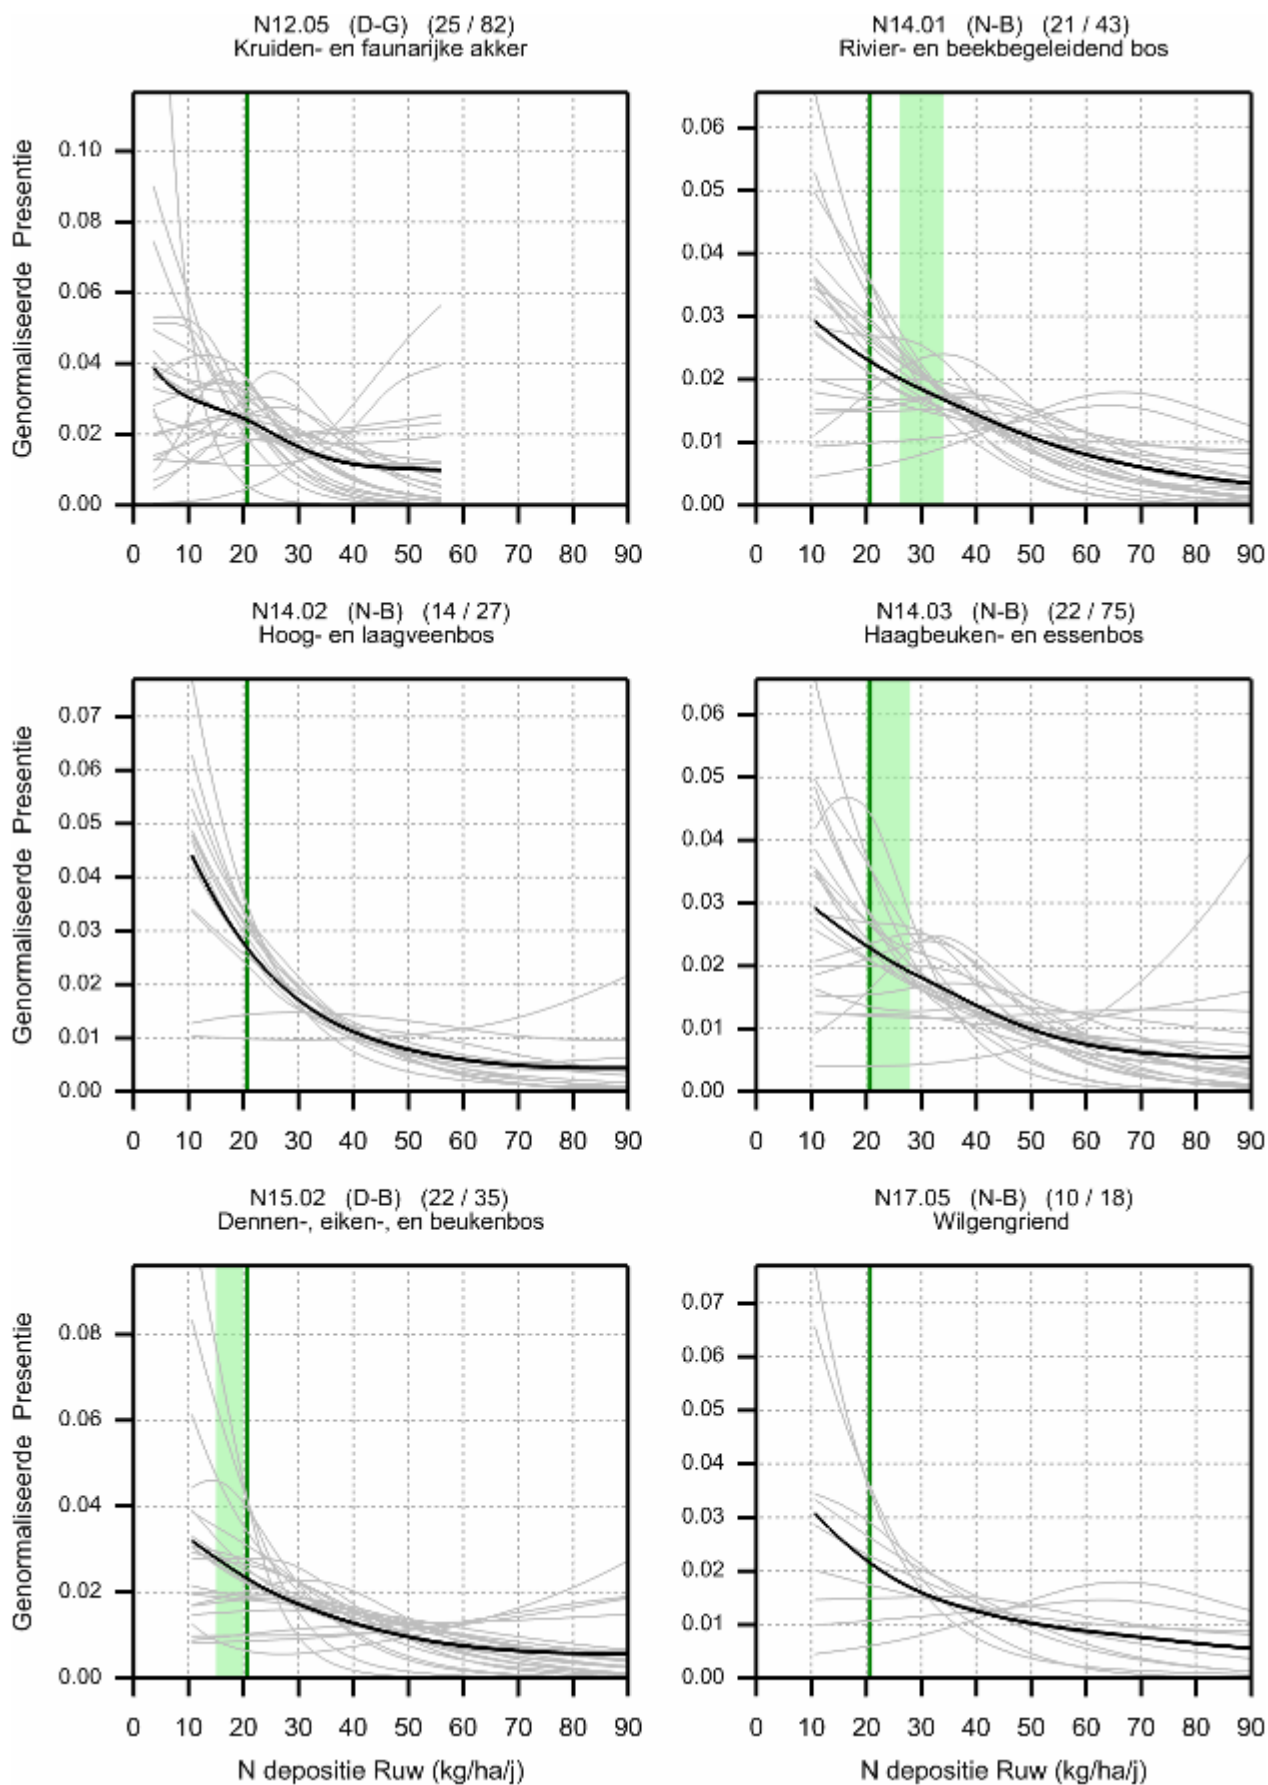 N12.05 (D-G) (25 / 82)
Kruiden- en faunarijke akker
Genormaliseerde Presentie
0.10
0.08
0.06
0.04
0.02
0.00
0 10 20 30 40 50 60 70 80 90
N14.01 (N-B) (21 / 43)
Rivier- en beekbegeleidend bos
0.06
0.05
0.04
0.03
0.02
0.01
0.00
0 10 20 30 40 50 60 70 80 90
N14.02 (N-B) (14 / 27)
Hoog- en laagveenbos
Genormaliseerde Presentie
0.07
0.06
0.05
0.04
0.03
0.02
0.01
0.00
0 10 20 30 40 50 60 70 80 90
N14.03 (N-B) (22 / 75)
Haagbeuken- en essenbos
0.06
0.05
0.04
0.03
0.02
0.01
0.00
0 10 20 30 40 50 60 70 80 90
N15.02 (D-B) (22 / 35)
Dennen-, eiken-, en beukenbos
Genormaliseerde Presentie
0.08
0.06
0.04
0.02
0.00
0 10 20 30 40 50 60 70 80 90
N depositie Ruw (kg/ha/j)
N17.05 (N-B) (10 / 18)
Wilgengriend
0.07
0.06
0.05
0.04
0.03
0.02
0.01
0.00
0 10 20 30 40 50 60 70 80 90
N depositie Ruw (kg/ha/j)